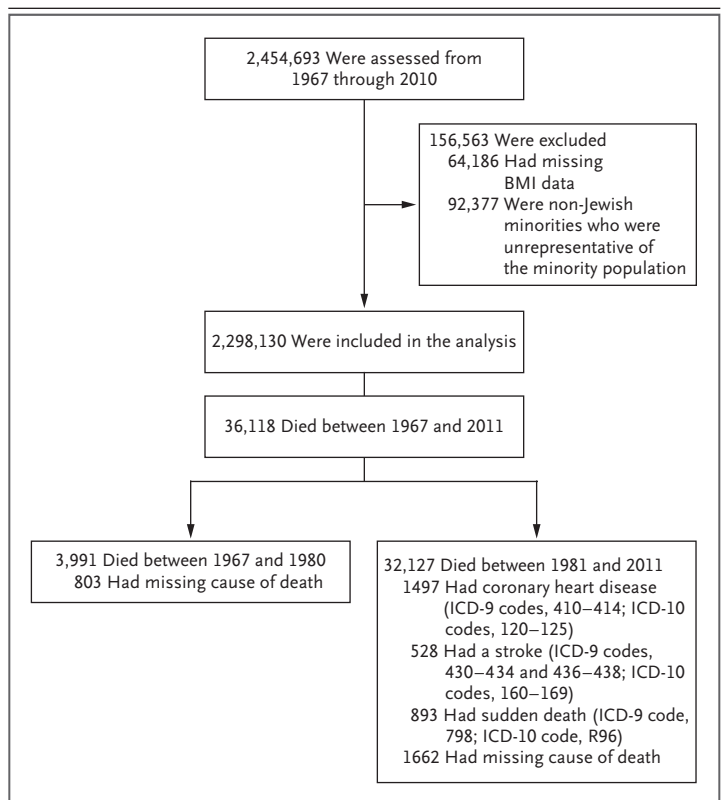 2,454,693 Were assessed from
1967 through 2010
156,563 Were excluded
64,186 Had missing
BMI data
92,377 Were non-Jewish
minorities who were
unrepresentative of
the minority population
2,298,130 Were included in the analysis
36,118 Died between 1967 and 2011
3,991 Died between 1967 and 1980
803 Had missing cause of death
32,127 Died between 1981 and 2011
1497 Had coronary heart disease
(ICD-9 codes, 410–414; ICD-10
codes, 120–125)
528 Had a stroke (ICD-9 codes,
430–434 and 436–438; ICD-10
codes, 160–169)
893 Had sudden death (ICD-9 code,
798; ICD-10 code, R96)
1662 Had missing cause of death